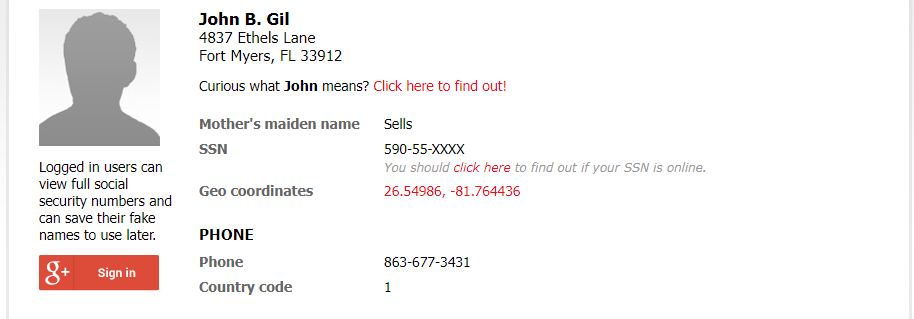 John B. Gil
4837 Ethels Lane
Fort Myers, FL 33912
Curious what John means? Click here to find out!
Mother's maiden name Sells
SSN 590-55-XXXX
You should click here to find out if your SSN is online.
Geo coordinates 26.54986, -81.764436
PHONE
Phone 863-677-3431
Country code 1
Logged in users can
view full social
security numbers and
can save their fake
names to use later.
g+ Sign in